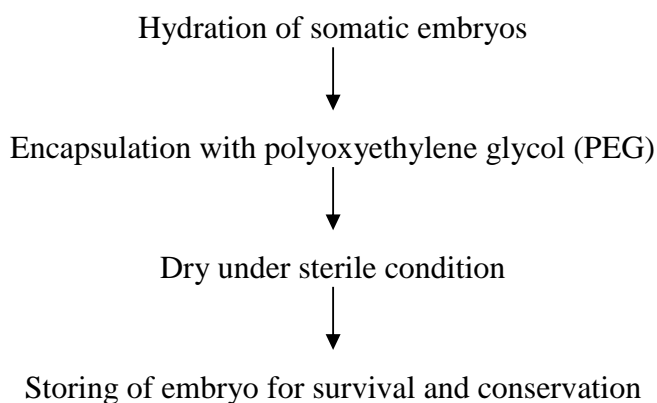 Hydration of somatic embryos
Encapsulation with polyoxyethylene glycol (PEG)
Dry under sterile condition
Storing of embryo for survival and conservation